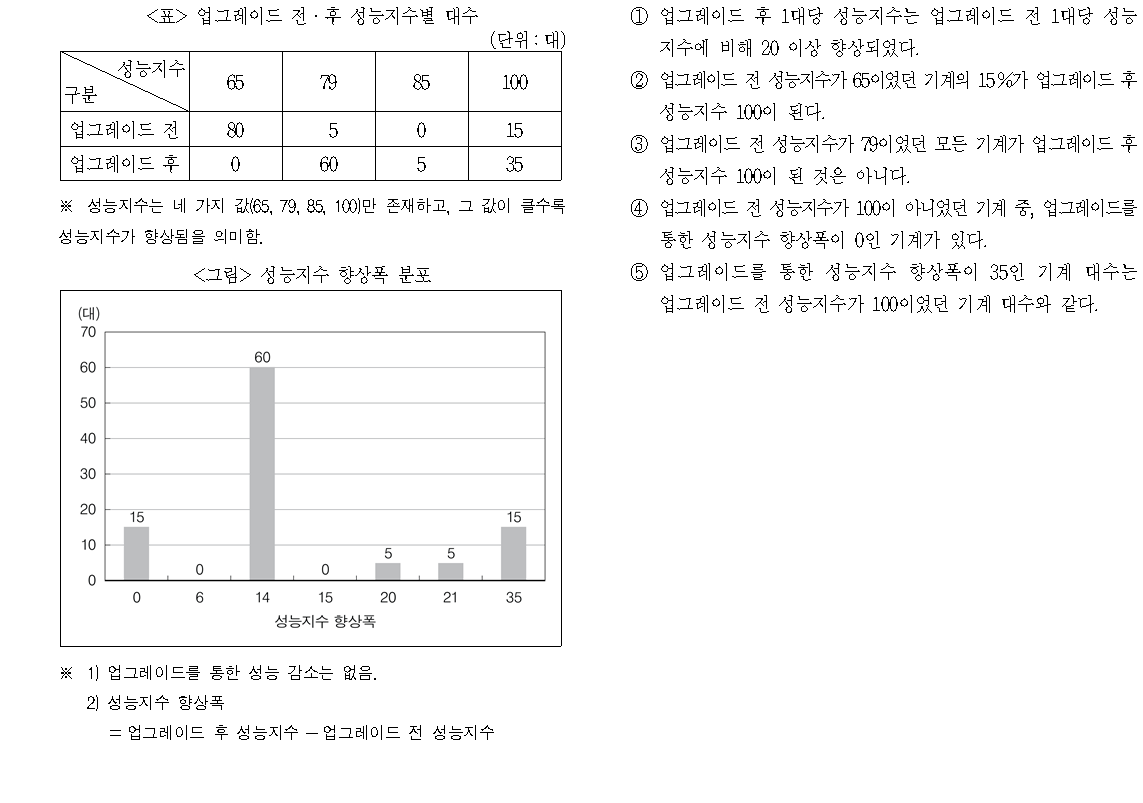 <표> 업그레이드 전·후 성능지수별 대수
(단위 : 대)
성능지수
구분
65 79 85 100
업그레이드 전 80 5 0 15
업그레이드 후 0 60 5 35
※ 성능지수는 네 가지 값(65, 79, 85, 100)만 존재하고, 그 값이 클수록
성능지수가 향상됨을 의미함.
<그림> 성능지수 향상폭 분포
(대)
70
60
50
40
30
20
10
0
15 0 60 0 5 5 15
0 6 14 15 20 21 35
성능지수 향상폭
※ 1) 업그레이드를 통한 성능 감소는 없음.
2) 성능지수 향상폭
= 업그레이드 후 성능지수 - 업그레이드 전 성능지수
① 업그레이드 후 1대당 성능지수는 업그레이드 전 1대당 성능
지수에 비해 20 이상 향상되었다.
② 업그레이드 전 성능지수가 65이었던 기계의 15%가 업그레이드 후
성능지수 100이 된다.
③ 업그레이드 전 성능지수가 79이었던 모든 기계가 업그레이드 후
성능지수 100이 된 것은 아니다.
④ 업그레이드 전 성능지수가 100이 아니었던 기계 중, 업그레이드를
통한 성능지수 향상폭이 0인 기계가 있다.
⑤ 업그레이드를 통한 성능지수 향상폭이 35인 기계 대수는
업그레이드 전 성능지수가 100이었던 기계 대수와 같다.